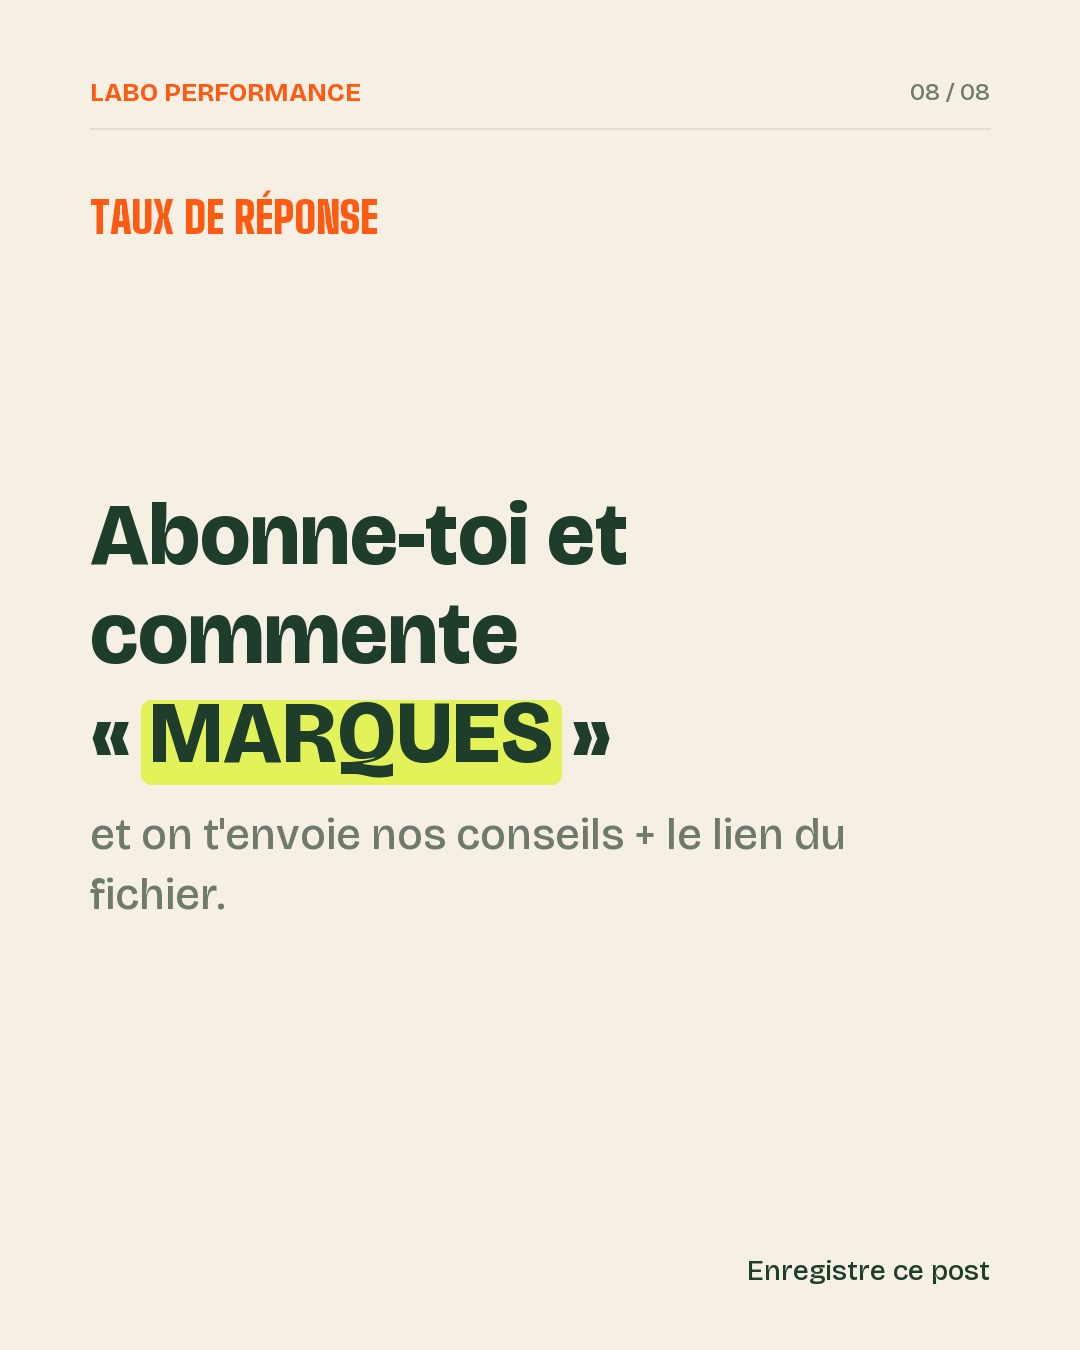 LABO PERFORMANCE
08 / 08
TAUX DE RÉPONSE
Abonne-toi et
commente
« MARQUES »
et on t'envoie nos conseils + le lien du
fichier.
Enregistre ce post